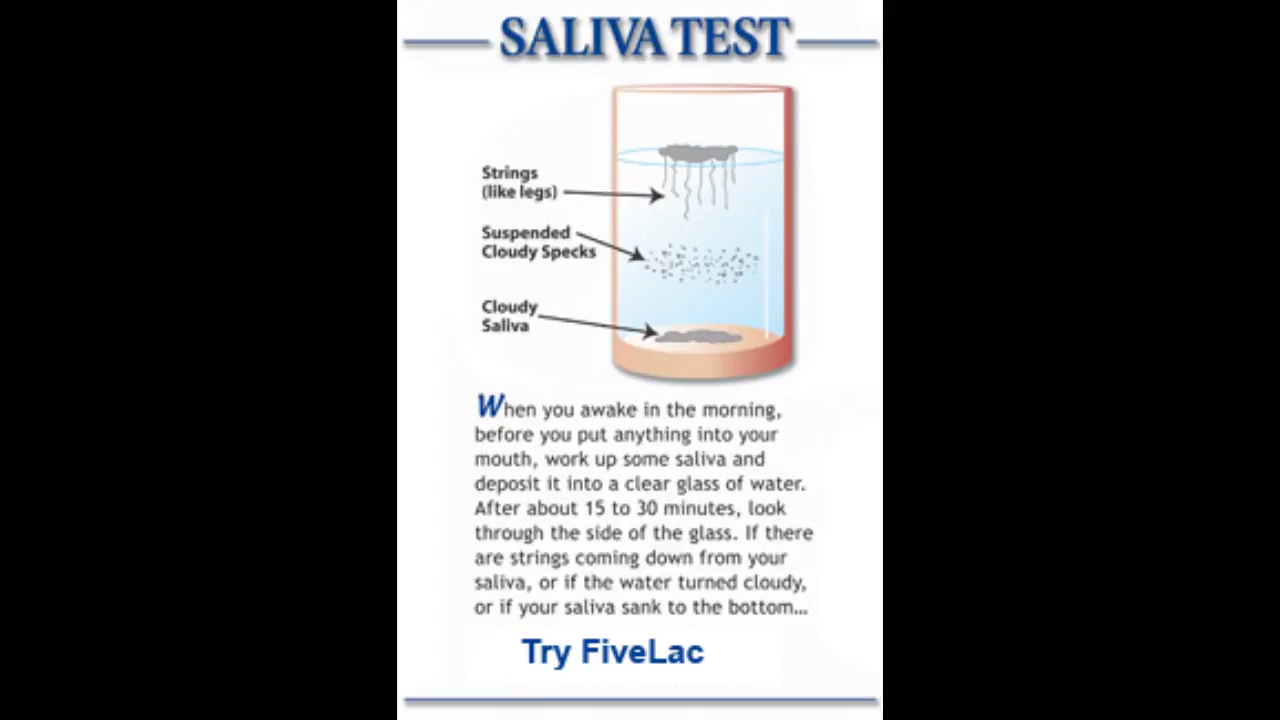 SALIVA TEST
Strings
(like legs)
Suspended
Cloudy Specks
Cloudy
Saliva
When you awake in the morning,
before you put anything into your
mouth, work up some saliva and
deposit it into a clear glass of water.
After about 15 to 30 minutes, look
through the side of the glass. If there
are strings coming down from your
saliva, or if the water turned cloudy,
or if your saliva sank to the bottom...
Try FiveLac